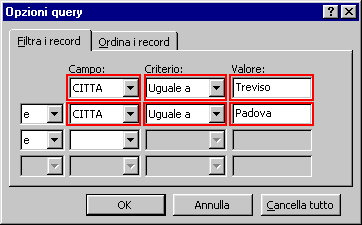 Opzioni query
Filtra i record Ordina i record
Campo: Criterio: Valore:
CITTA Uguale a Treviso
e CITTA Uguale a Padova
e
OK Annulla Cancella tutto